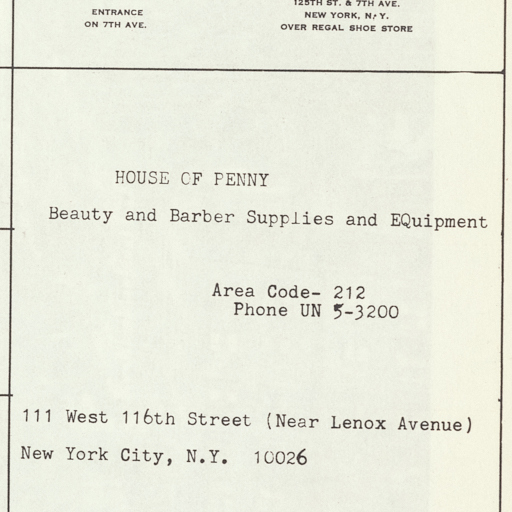 ENTRANCE
ON 7TH AVE.
125TH ST. & 7TH AVE.
NEW YORK, N.Y.
OVER REGAL SHOE STORE
HOUSE OF PENNY
Beauty and Barber Supplies and EQuipment
Area Code- 212
Phone UN 5-3200
111 West 116th Street (Near Lenox Avenue)
New York City, N.Y. 10026